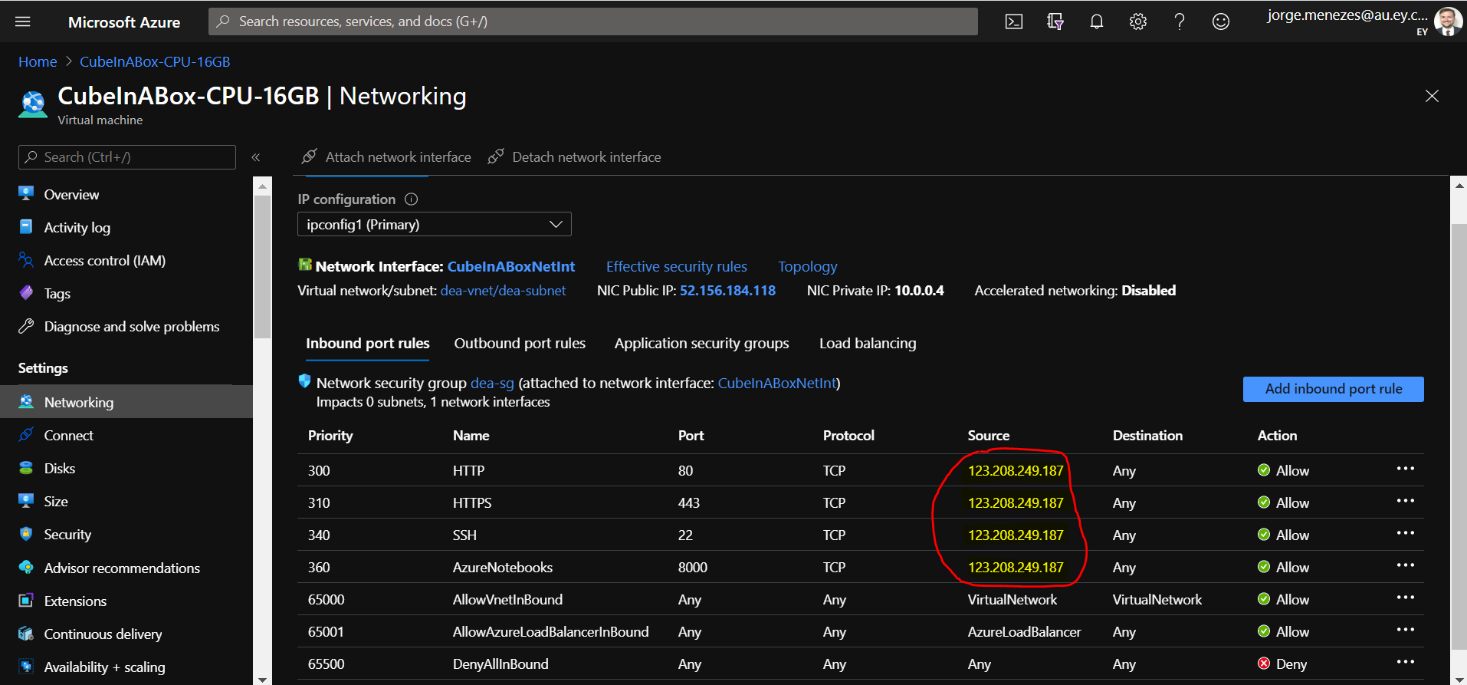 Microsoft Azure
Search resources, services, and docs (G+/)
jorge.menezes@au.ey.c...
EY
Home > CubeInABox-CPU-16GB
CubeInABox-CPU-16GB | Networking
Virtual machine
Search (Ctrl+/)
«
Overview
Activity log
Access control (IAM)
Tags
Diagnose and solve problems
Settings
Networking
Connect
Disks
Size
Security
Advisor recommendations
Extensions
Continuous delivery
Availability + scaling
Attach network interface Detach network interface
IP configuration
ipconfig1 (Primary)
Network Interface: CubeInABoxNetInt Effective security rules Topology
Virtual network/subnet: dea-vnet/dea-subnet NIC Public IP: 52.156.184.118 NIC Private IP: 10.0.0.4 Accelerated networking: Disabled
Inbound port rules Outbound port rules Application security groups Load balancing
Network security group dea-sg (attached to network interface: CubeInABoxNetInt)
Impacts 0 subnets, 1 network interfaces
Add inbound port rule
Priority Name Port Protocol Source Destination Action
300 HTTP 80 TCP 123.208.249.187 Any Allow ...
310 HTTPS 443 TCP 123.208.249.187 Any Allow ...
340 SSH 22 TCP 123.208.249.187 Any Allow ...
360 AzureNotebooks 8000 TCP 123.208.249.187 Any Allow ...
65000 AllowVnetInBound Any Any VirtualNetwork VirtualNetwork Allow ...
65001 AllowAzureLoadBalancerInBound Any Any AzureLoadBalancer Any Allow ...
65500 DenyAllInBound Any Any Any Any Deny ...